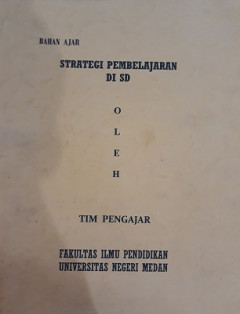 BAHAN AJAR
STRATEGI PEMBELAJARAN
DI SD
O
L
E
H
TIM PENGAJAR
FAKULTAS ILMU PENDIDIKAN
UNIVERSITAS NEGERI MEDAN